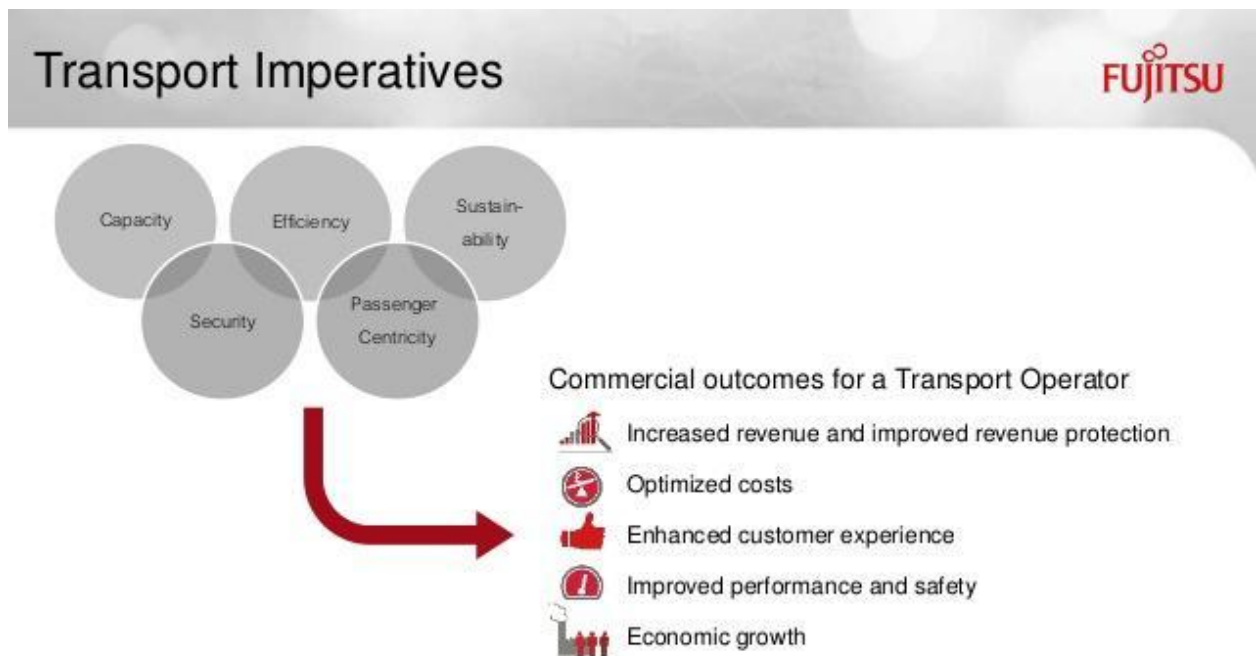 Transport Imperatives
FUJITSU
Capacity
Efficiency
Sustain-
ability
Security
Passenger
Centricity
Commercial outcomes for a Transport Operator
Increased revenue and improved revenue protection
Optimized costs
Enhanced customer experience
Improved performance and safety
Economic growth